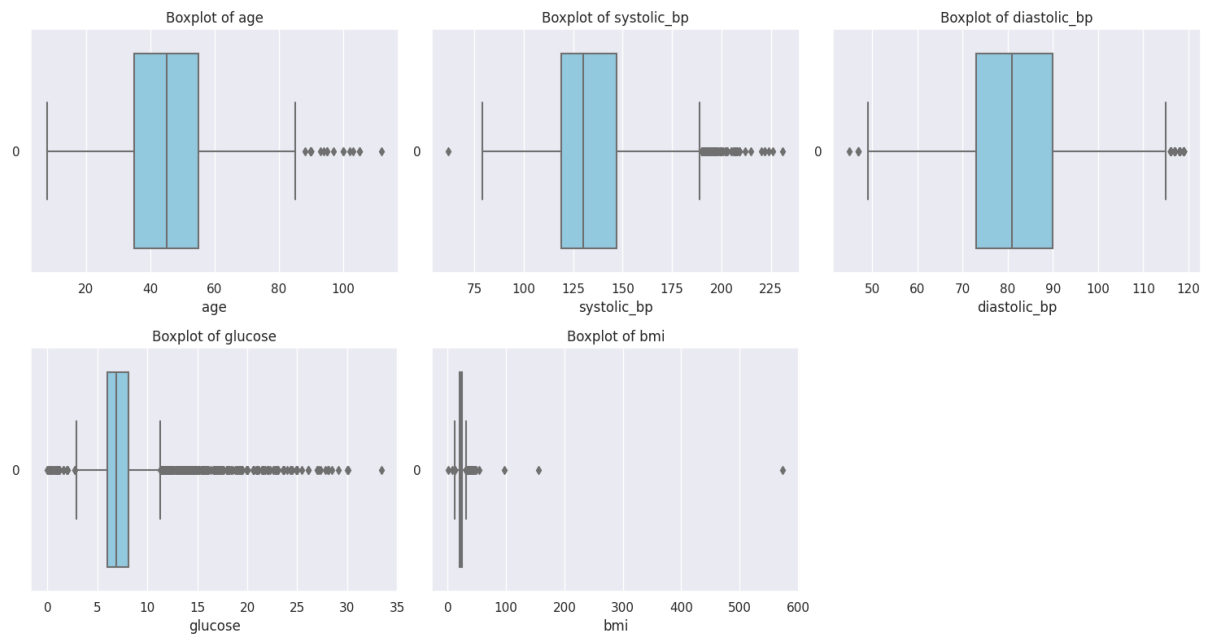 Boxplot of age
0
20 40 60 80 100
age
Boxplot of systolic_bp
0
75 100 125 150 175 200 225
systolic_bp
Boxplot of diastolic_bp
0
50 60 70 80 90 100 110 120
diastolic_bp
Boxplot of glucose
0
0 5 10 15 20 25 30 35
glucose
Boxplot of bmi
0
0 100 200 300 400 500 600
bmi